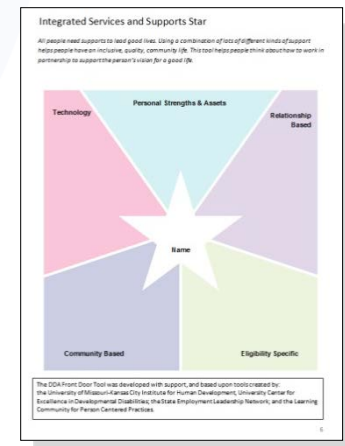 Integrated Services and Supports Star
All people need supports to lead good lives. Using a combination of lots of different kinds of support
helps people have an inclusive, quality, community life. This tool helps people think about how to work in
partnership to support the person's vision for a good life.
Personal Strengths & Assets
Technology
Relationship
Based
Name
Community Based
Eligibility Specific
The DDA Front Door Tool was developed with support, and based upon tools created by:
the University of Missouri-Kansas City Institute for Human Development, University Center for
Excellence in Developmental Disabilities; the State Employment Leadership Network; and the Learning
Community for Person Centered Practices.
6